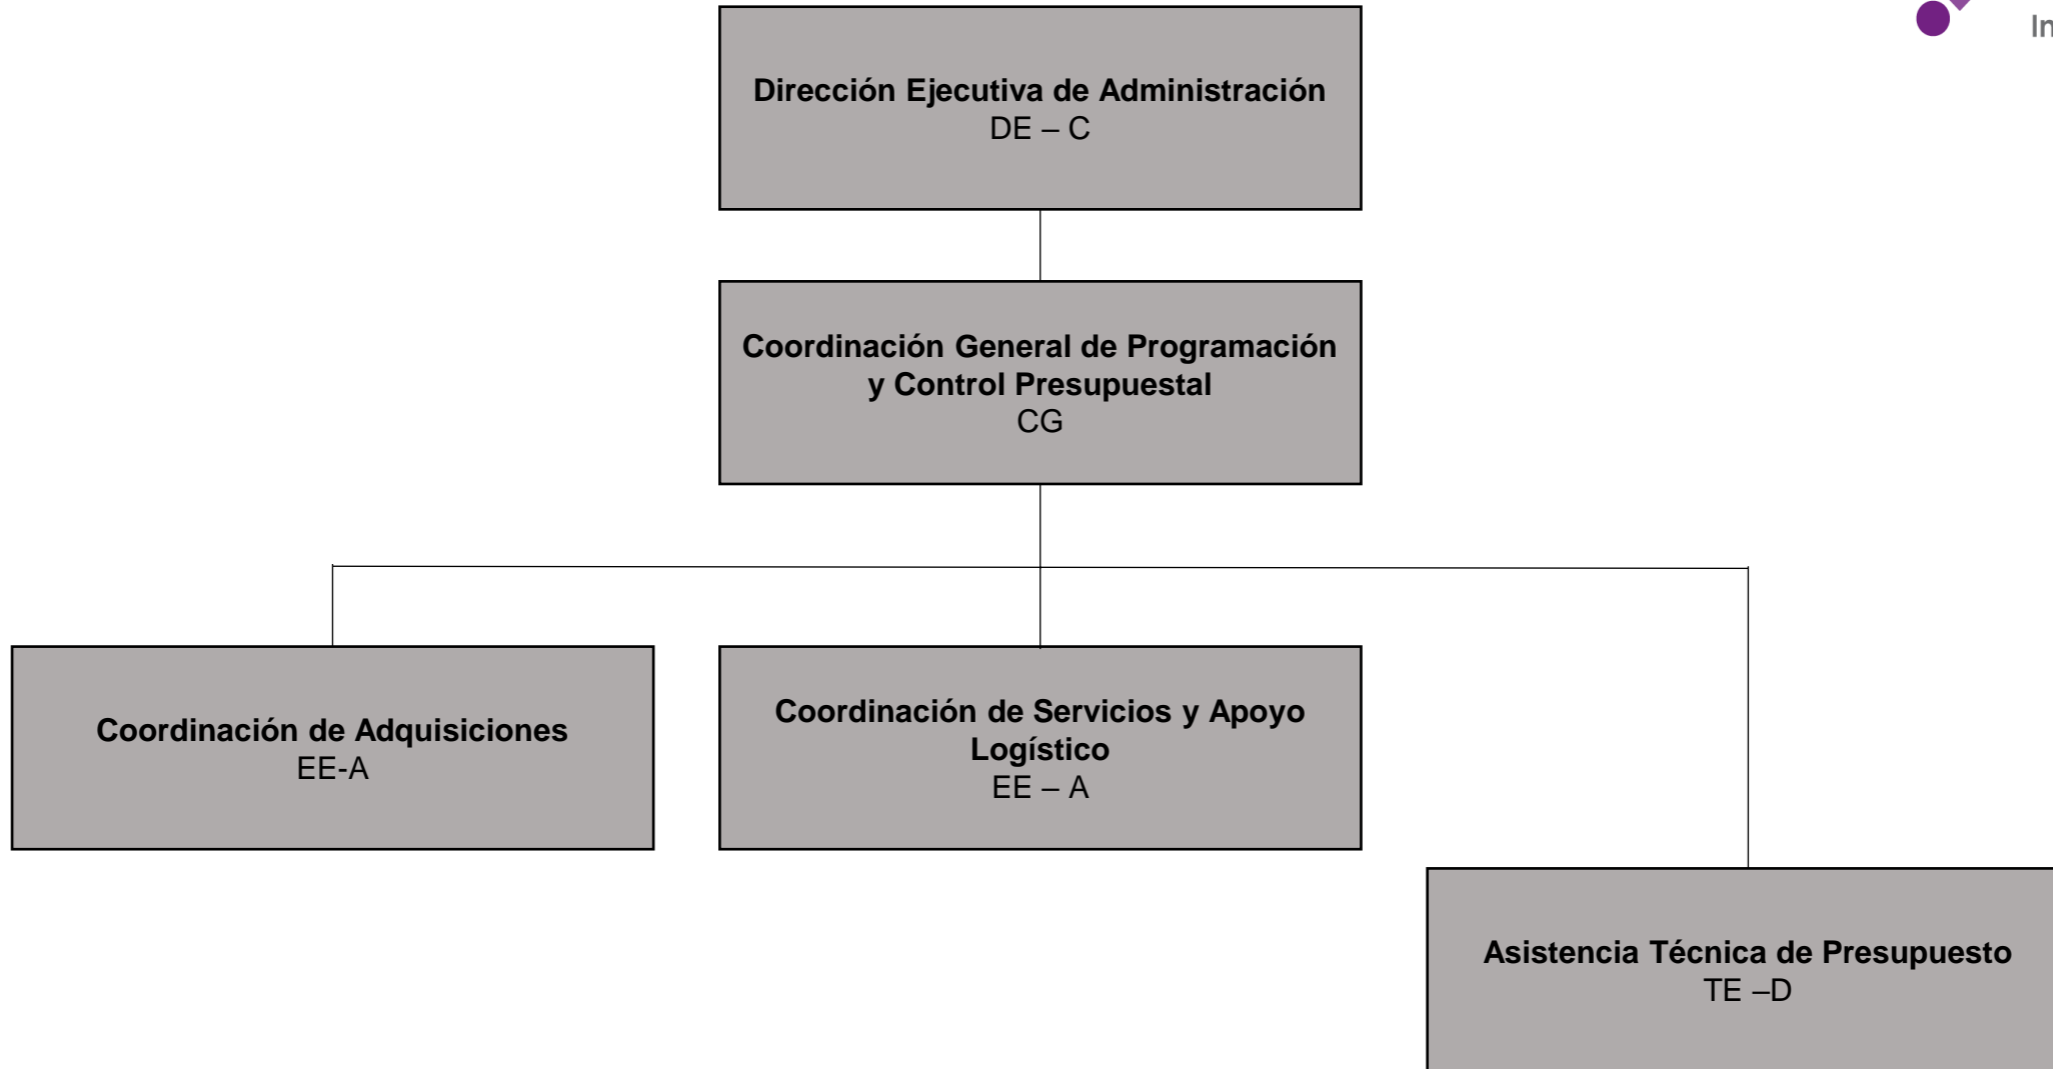 In
Dirección Ejecutiva de Administración
DE – C
Coordinación General de Programación
y Control Presupuestal
CG
Coordinación de Adquisiciones
EE-A
Coordinación de Servicios y Apoyo
Logístico
EE – A
Asistencia Técnica de Presupuesto
TE –D